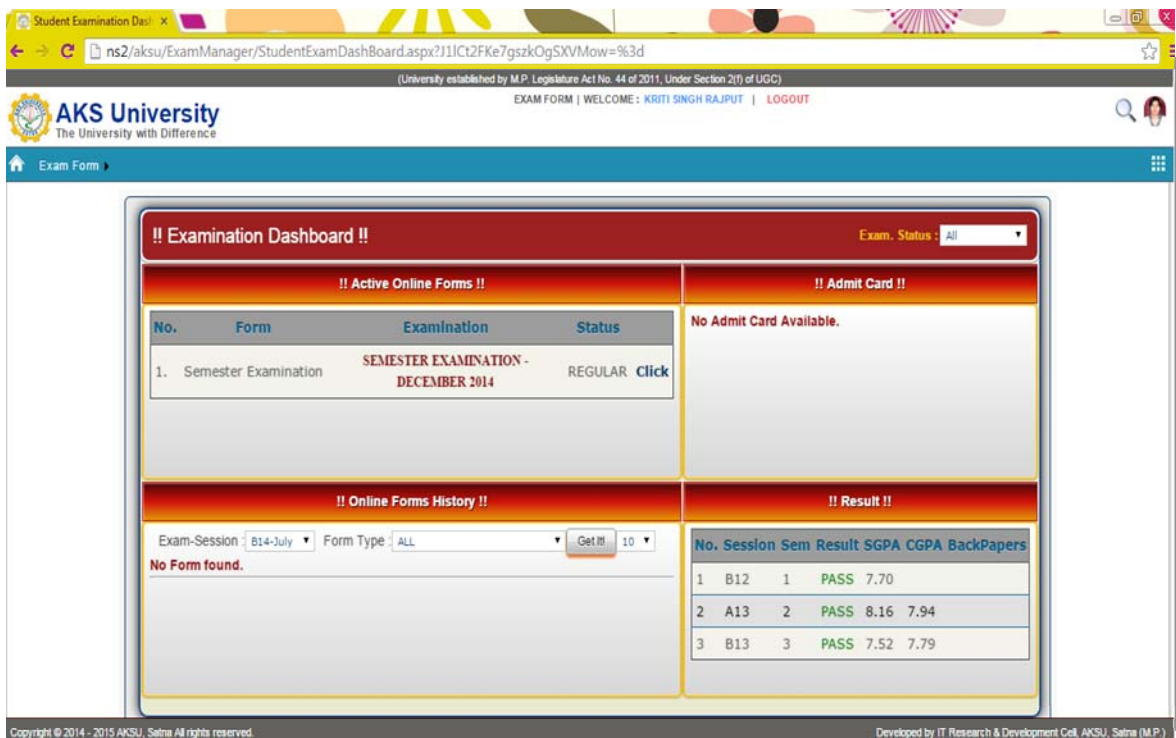 Student Examination Dash
ns2/aksu/ExamManager/StudentExamDashBoard.aspx?J1lCt2FKe7gszkOgSXVMow=%3d
(University established by M.P. Legislature Act No. 44 of 2011, Under Section 2(f) of UGC)
AKS University
The University with Difference
EXAM FORM | WELCOME : KRITI SINGH RAJPUT | LOGOUT
Exam Form
!! Examination Dashboard !!
Exam. Status : All
!! Active Online Forms !!
No. Form Examination Status
1. Semester Examination SEMESTER EXAMINATION - DECEMBER 2014 REGULAR Click
!! Admit Card !!
No Admit Card Available.
!! Online Forms History !!
Exam-Session : B14-July Form Type : ALL Get It! 10
No Form found.
!! Result !!
No. Session Sem Result SGPA CGPA BackPapers
1 B12 1 PASS 7.70
2 A13 2 PASS 8.16 7.94
3 B13 3 PASS 7.52 7.79
Copyright © 2014 - 2015 AKSU, Satna All rights reserved.
Developed by IT Research & Development Cell, AKSU, Satna (M.P.)